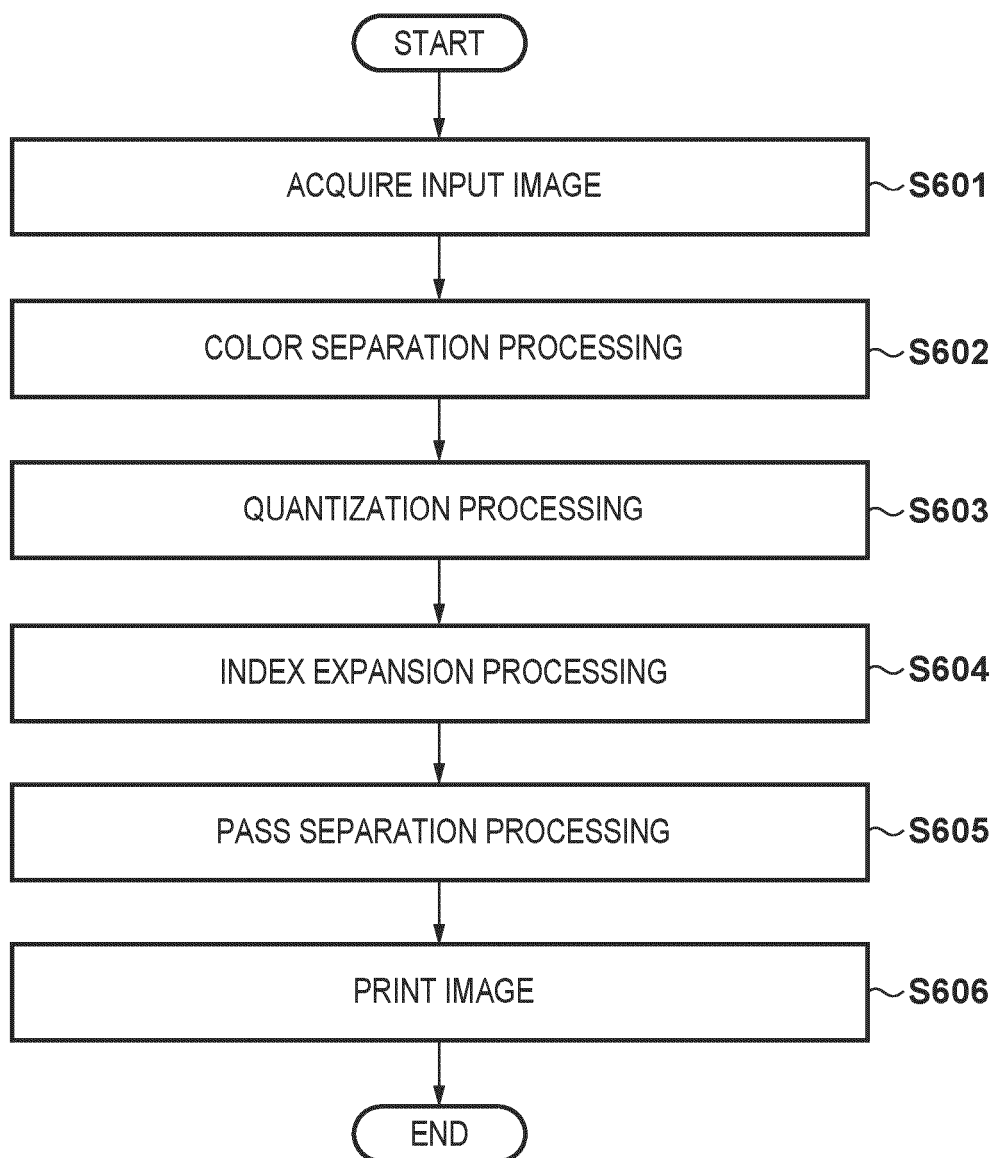 START
ACQUIRE INPUT IMAGE S601
COLOR SEPARATION PROCESSING S602
QUANTIZATION PROCESSING S603
INDEX EXPANSION PROCESSING S604
PASS SEPARATION PROCESSING S605
PRINT IMAGE S606
END